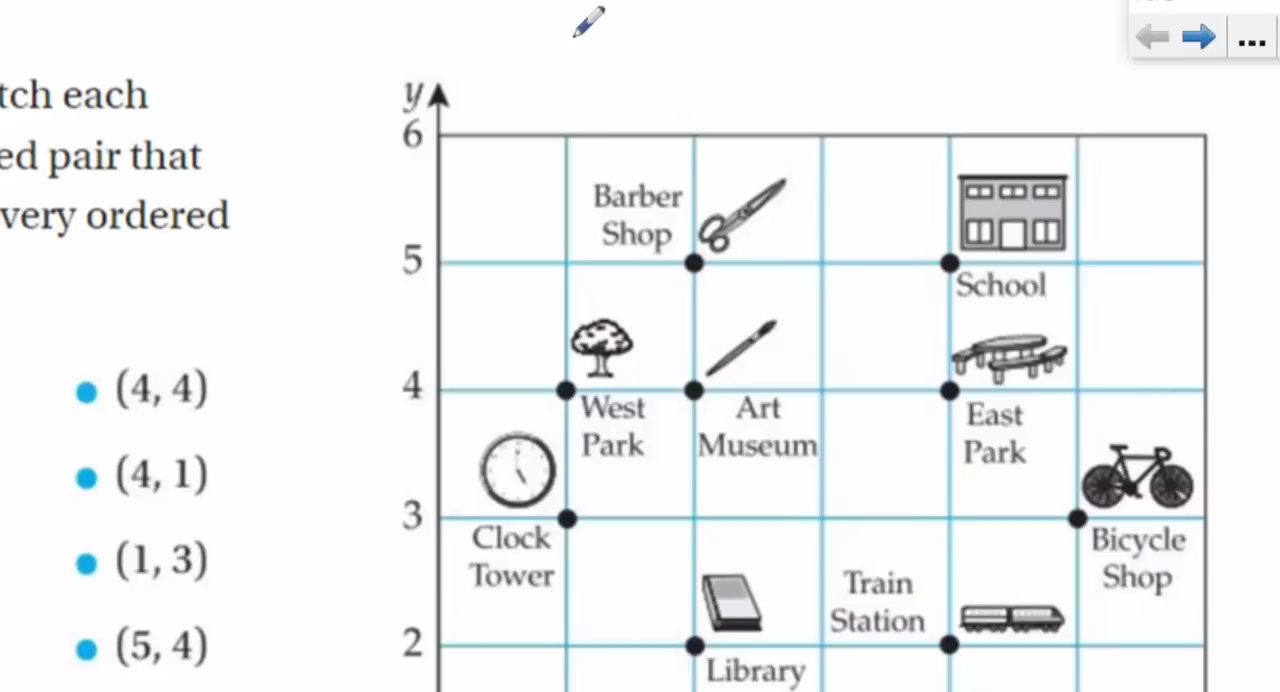 tch each
ed pair that
very ordered
(4, 4)
(4, 1)
(1, 3)
(5, 4)
y
6
Barber
Shop
5
School
4
West
Park
Art
Museum
East
Park
3
Clock
Tower
Bicycle
Shop
Train
Station
2
Library
...